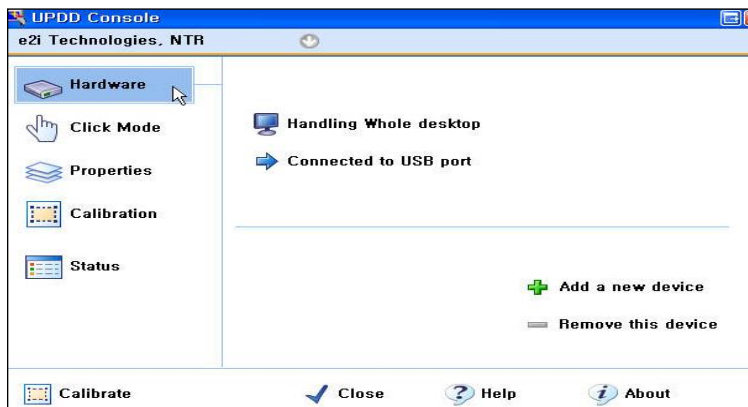 UPDD Console
e2i Technologies, NTR
Hardware
Click Mode
Properties
Calibration
Status
Handling Whole desktop
Connected to USB port
Add a new device
Remove this device
Calibrate
Close
Help
About